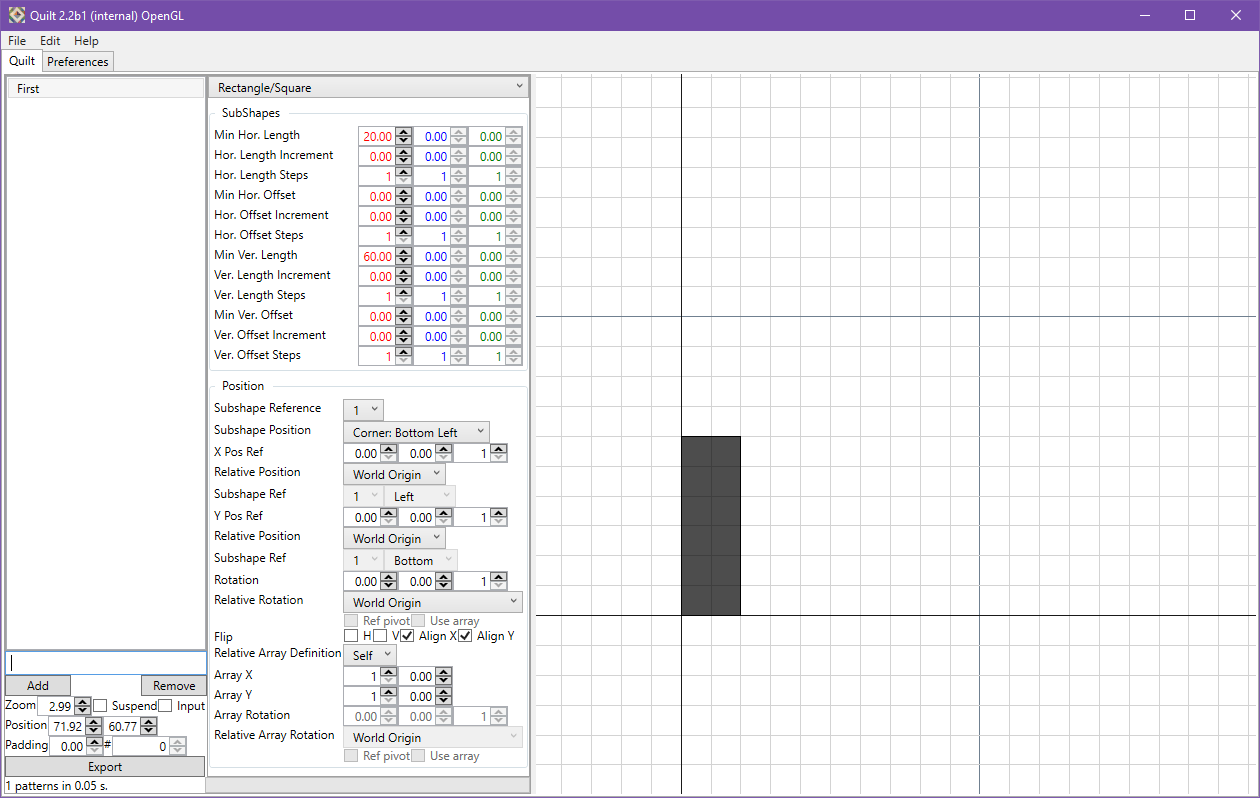 Quilt 2.2b1 (internal) OpenGL
File Edit Help
Quilt Preferences
First
Rectangle/Square
SubShapes
Min Hor. Length 20.00 0.00 0.00
Hor. Length Increment 0.00 0.00 0.00
Hor. Length Steps 1 1 1
Min Hor. Offset 0.00 0.00 0.00
Hor. Offset Increment 0.00 0.00 0.00
Hor. Offset Steps 1 1 1
Min Ver. Length 60.00 0.00 0.00
Ver. Length Increment 0.00 0.00 0.00
Ver. Length Steps 1 1 1
Min Ver. Offset 0.00 0.00 0.00
Ver. Offset Increment 0.00 0.00 0.00
Ver. Offset Steps 1 1 1
Position
Subshape Reference 1
Subshape Position Corner: Bottom Left
X Pos Ref 0.00 0.00 1
Relative Position World Origin
Subshape Ref 1 Left
Y Pos Ref 0.00 0.00 1
Relative Position World Origin
Subshape Ref 1 Bottom
Rotation 0.00 0.00 1
Relative Rotation World Origin
Ref pivot Use array
Flip H V Align X Align Y
Relative Array Definition Self
Array X 1 0.00
Array Y 1 0.00
Array Rotation 0.00 0.00 1
Relative Array Rotation World Origin
Ref pivot Use array
Add Remove
Zoom 2.99 Suspend Input
Position 71.92 60.77
Padding 0.00 # 0
Export
1 patterns in 0.05 s.